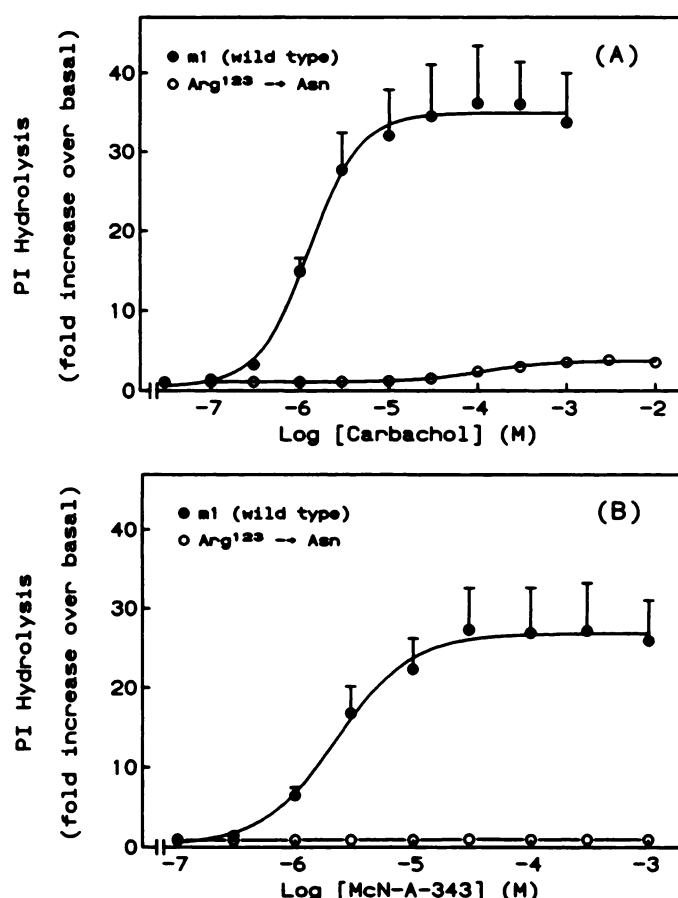 ● m1 (wild type)
○ Arg¹²³ → Asn
(A)
PI Hydrolysis
(fold increase over basal)
40
30
20
10
0
-7 -6 -5 -4 -3 -2
Log [Carbachol] (M)
● m1 (wild type)
○ Arg¹²³ → Asn
(B)
PI Hydrolysis
(fold increase over basal)
40
30
20
10
0
-7 -6 -5 -4 -3
Log [McN-A-343] (M)